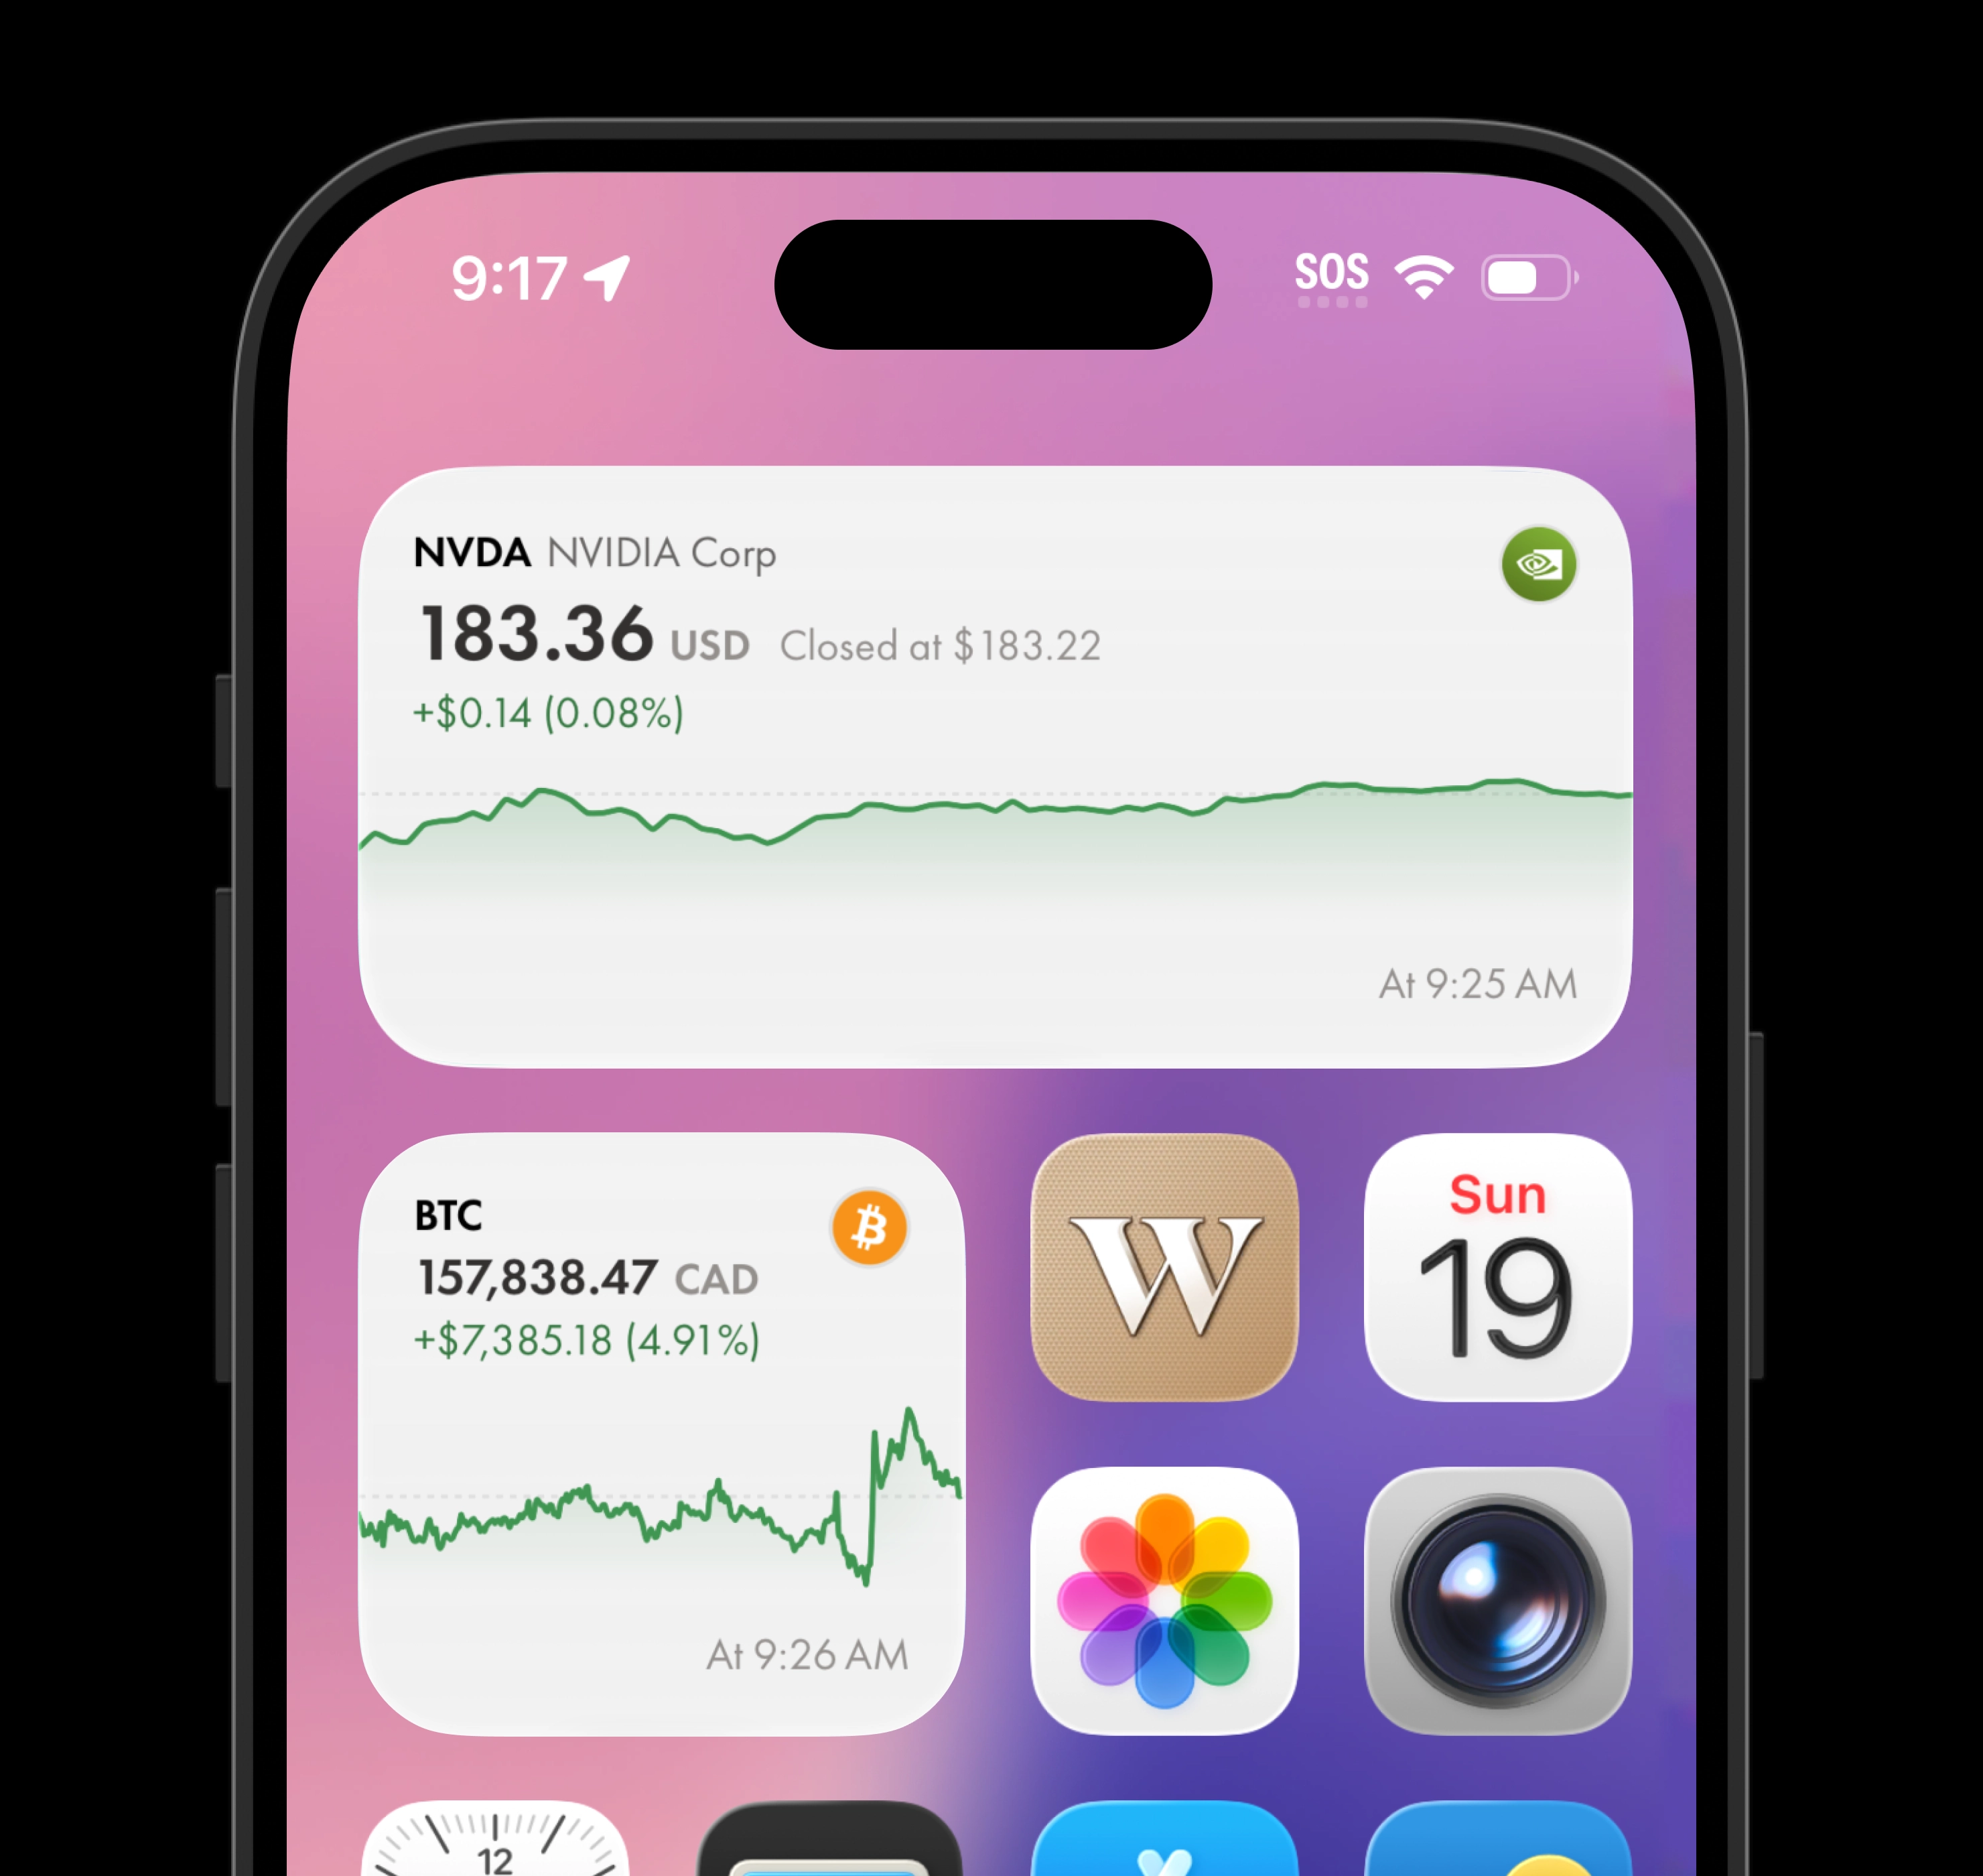 9:17 SOS
NVDA NVIDIA Corp
183.36 USD Closed at $183.22
+$0.14 (0.08%)
At 9:25 AM
BTC
157,838.47 CAD
+$7,385.18 (4.91%)
At 9:26 AM
W
Sun
19
12